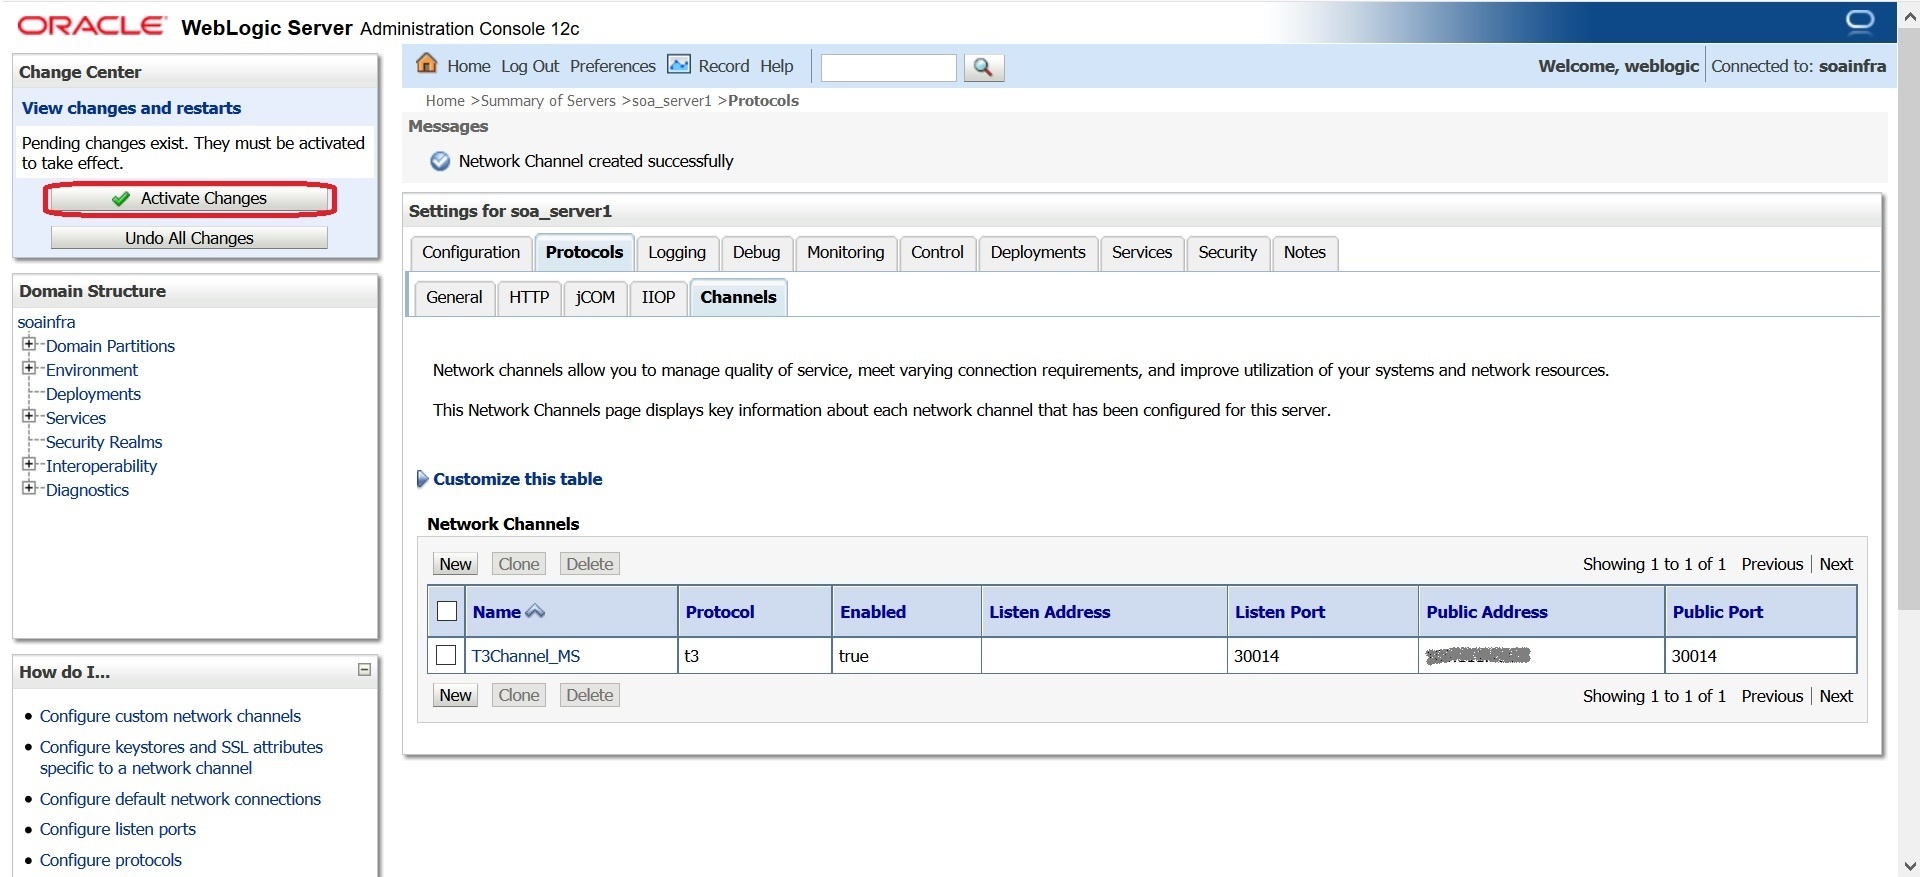 ORACLE WebLogic Server Administration Console 12c
Change Center
View changes and restarts
Pending changes exist. They must be activated
to take effect.
Activate Changes
Undo All Changes
Domain Structure
soainfra
Domain Partitions
Environment
Deployments
Services
Security Realms
Interoperability
Diagnostics
How do I...
Configure custom network channels
Configure keystores and SSL attributes
specific to a network channel
Configure default network connections
Configure listen ports
Configure protocols
Home Log Out Preferences Record Help
Welcome, weblogic Connected to: soainfra
Home >Summary of Servers >soa_server1 >Protocols
Messages
Network Channel created successfully
Settings for soa_server1
Configuration Protocols Logging Debug Monitoring Control Deployments Services Security Notes
General HTTP jCOM IIOP Channels
Network channels allow you to manage quality of service, meet varying connection requirements, and improve utilization of your systems and network resources.
This Network Channels page displays key information about each network channel that has been configured for this server.
Customize this table
Network Channels
New Clone Delete Showing 1 to 1 of 1 Previous | Next
Name Protocol Enabled Listen Address Listen Port Public Address Public Port
T3Channel_MS t3 true 30014 30014
New Clone Delete Showing 1 to 1 of 1 Previous | Next